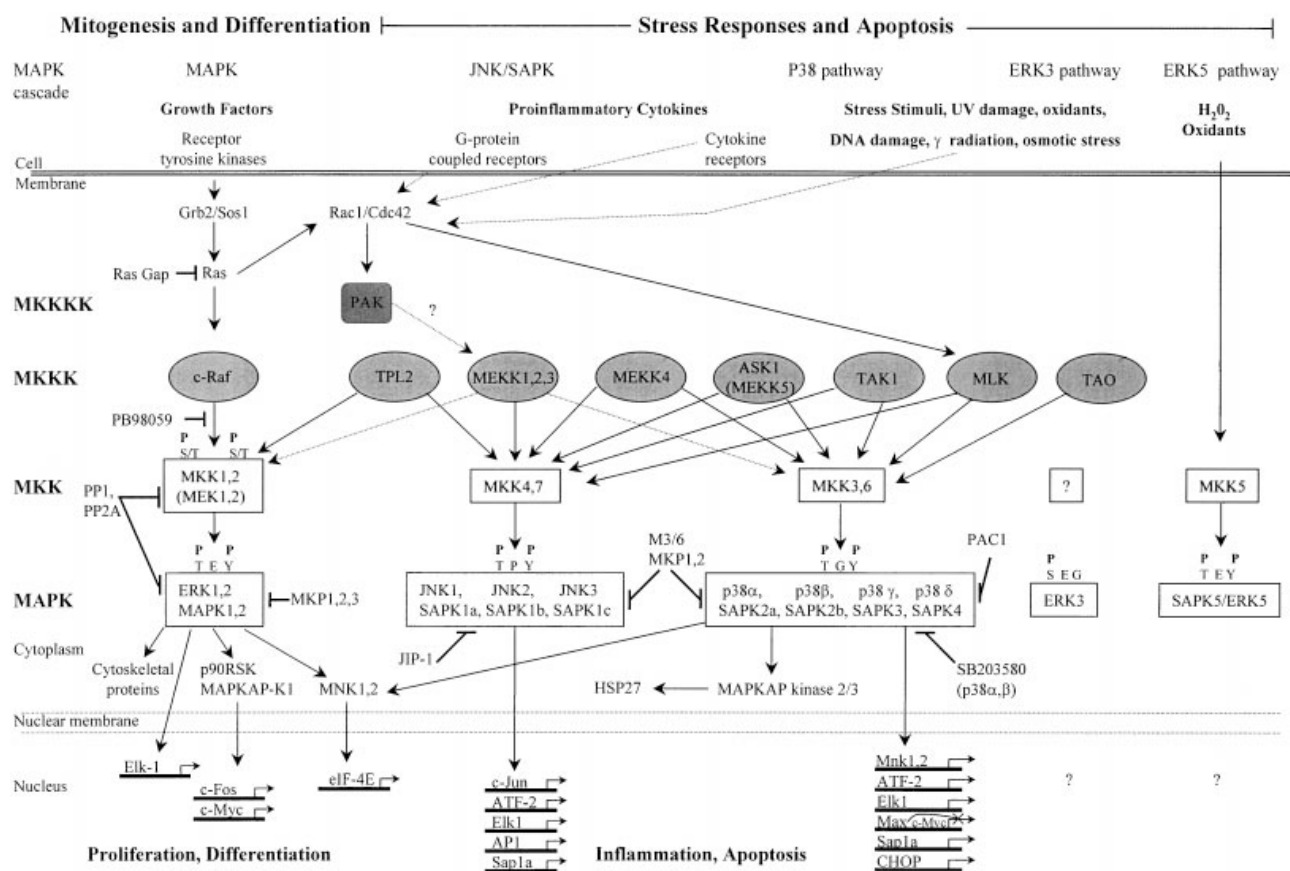 Mitogenesis and Differentiation
Stress Responses and Apoptosis
MAPK cascade
MAPK
JNK/SAPK
P38 pathway
ERK3 pathway
ERK5 pathway
Growth Factors
Proinflammatory Cytokines
Stress Stimuli, UV damage, oxidants,
DNA damage, γ radiation, osmotic stress
H₂0₂
Oxidants
Receptor
tyrosine kinases
G-protein
coupled receptors
Cytokine
receptors
Cell
Membrane
Grb2/Sos1
Rac1/Cdc42
Ras Gap
Ras
MKKKK
PAK
?
MKKK
c-Raf
TPL2
MEKK1,2,3
MEKK4
ASK1
(MEKK5)
TAK1
MLK
TAO
PB98059
P P
S/T S/T
MKK
PP1,
PP2A
MKK1,2
(MEK1,2)
MKK4,7
MKK3,6
?
MKK5
M3/6
MKP1,2
PAC1
P P
T E Y
P P
T P Y
P P
T G Y
P
S E G
P P
T E Y
MAPK
ERK1,2
MAPK1,2
MKP1,2,3
JNK1, JNK2, JNK3
SAPK1a, SAPK1b, SAPK1c
p38α, p38β, p38 γ, p38 δ
SAPK2a, SAPK2b, SAPK3, SAPK4
ERK3
SAPK5/ERK5
Cytoplasm
Cytoskeletal
proteins
p90RSK
MAPKAP-K1
MNK1,2
JIP-1
HSP27
MAPKAP kinase 2/3
SB203580
(p38α,β)
Nuclear membrane
Nucleus
Elk-1
c-Fos
c-Myc
eIF-4E
c-Jun
ATF-2
Elk1
AP1
Sap1a
Mnk1,2
ATF-2
Elk1
Max c-Myc
Sap1a
CHOP
?
?
Proliferation, Differentiation
Inflammation, Apoptosis